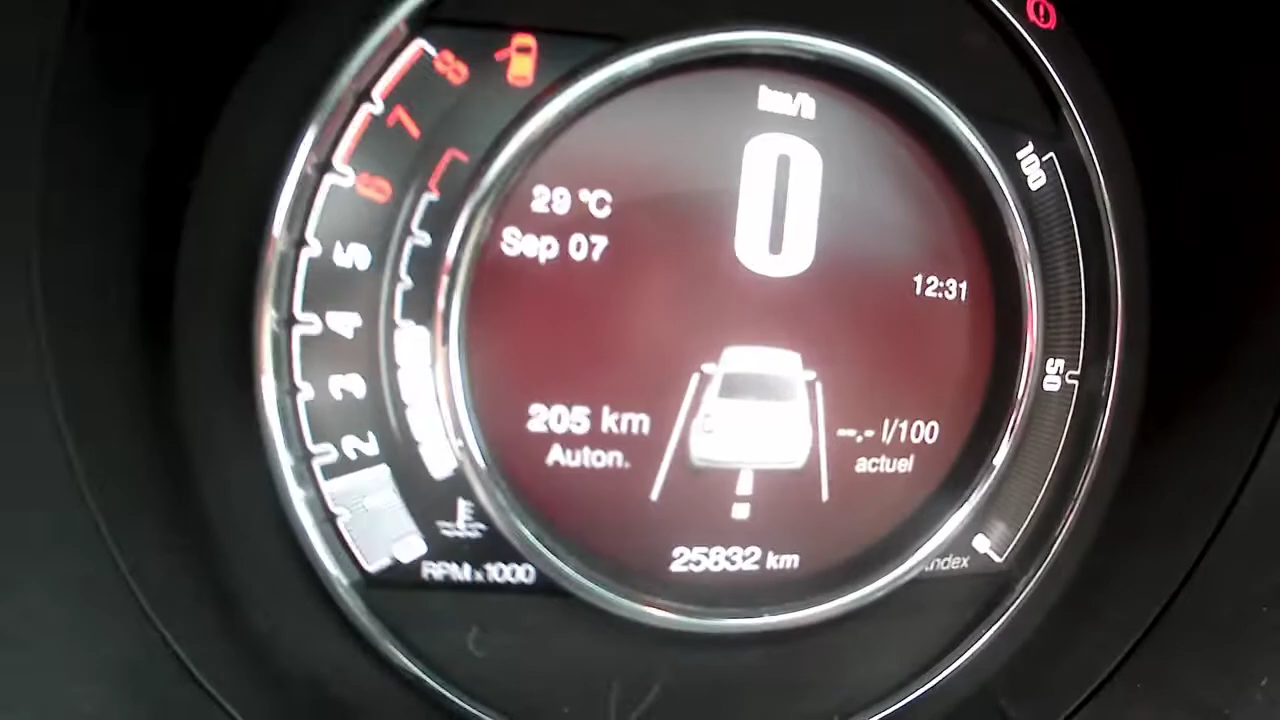 8
7
6
5
4
3
2
RPM x1000
km/h
0
29 °C
Sep 07
12:31
205 km
Auton.
--.- l/100
actuel
25832 km
100
50
index